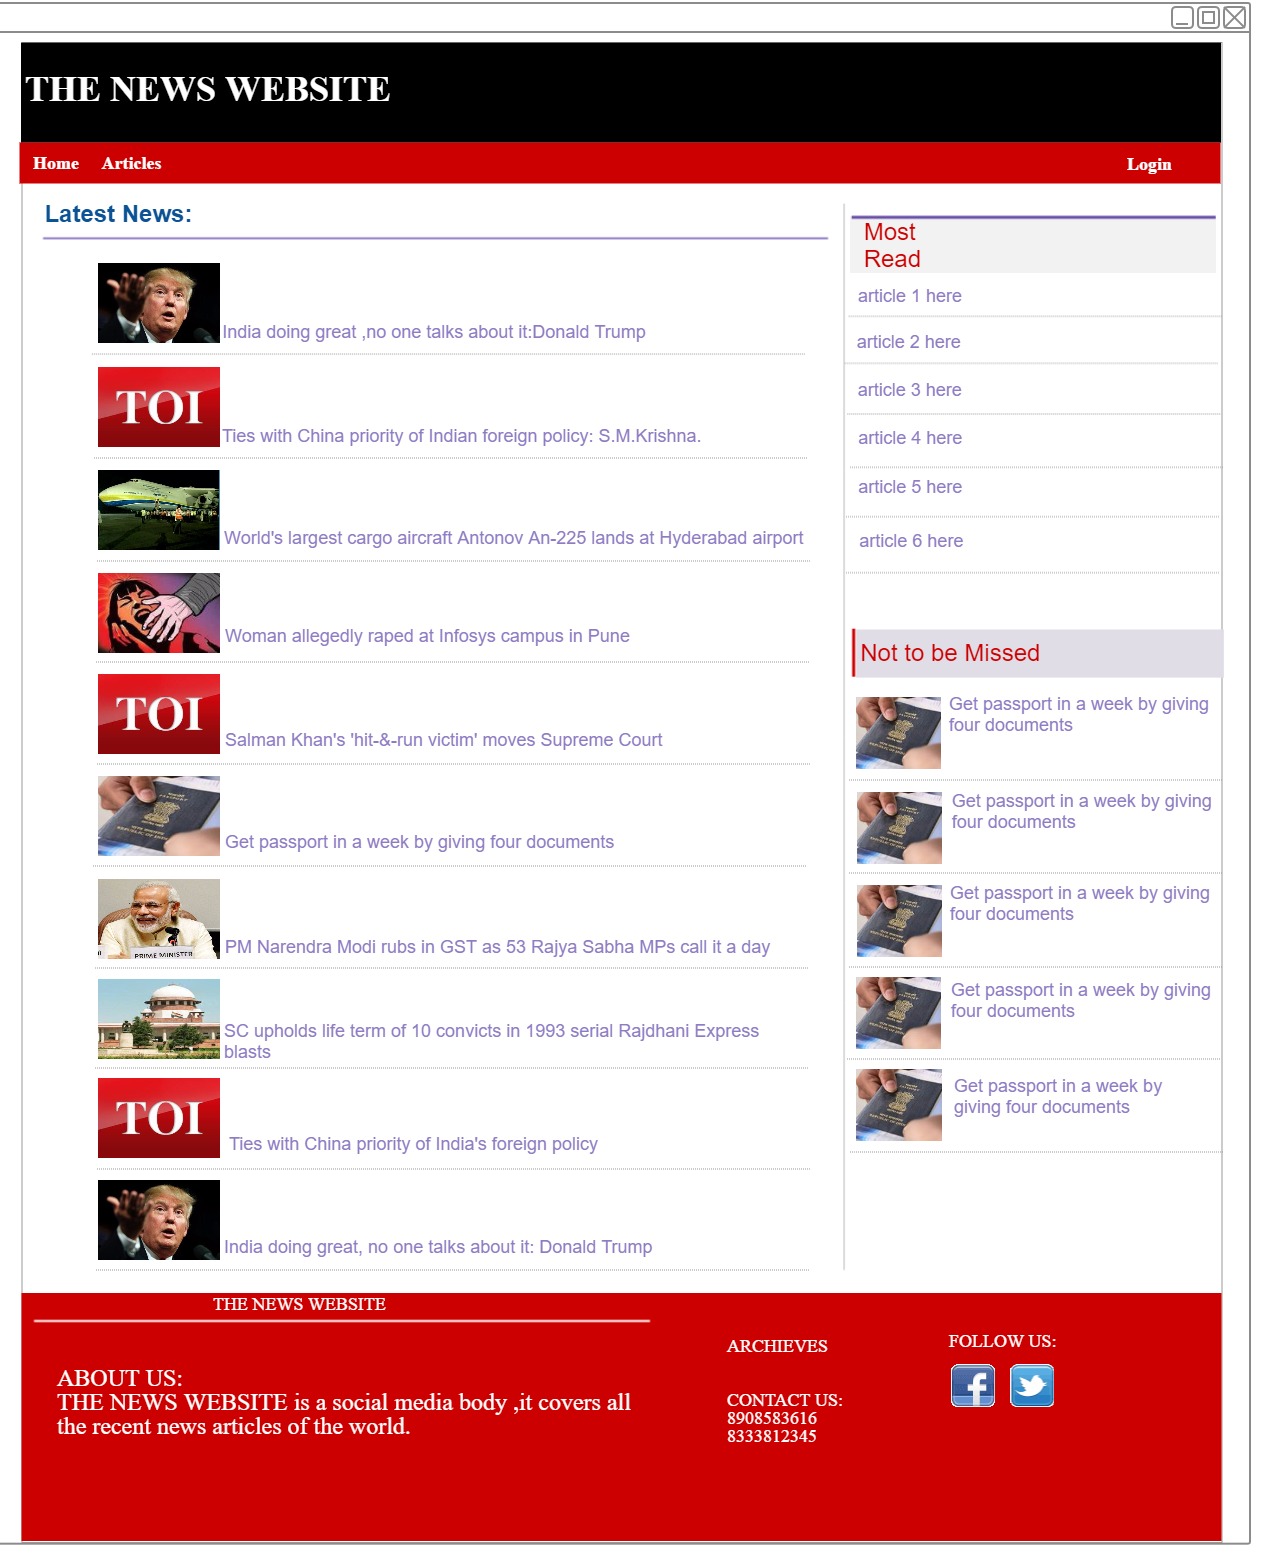 THE NEWS WEBSITE
Home Articles Login
Latest News:
India doing great ,no one talks about it:Donald Trump
TOI
Ties with China priority of Indian foreign policy: S.M.Krishna.
World's largest cargo aircraft Antonov An-225 lands at Hyderabad airport
Woman allegedly raped at Infosys campus in Pune
TOI
Salman Khan's 'hit-&-run victim' moves Supreme Court
Get passport in a week by giving four documents
PRIME MINISTER
PM Narendra Modi rubs in GST as 53 Rajya Sabha MPs call it a day
SC upholds life term of 10 convicts in 1993 serial Rajdhani Express
blasts
TOI
Ties with China priority of India's foreign policy
India doing great, no one talks about it: Donald Trump
Most
Read
article 1 here
article 2 here
article 3 here
article 4 here
article 5 here
article 6 here
Not to be Missed
Get passport in a week by giving
four documents
Get passport in a week by giving
four documents
Get passport in a week by giving
four documents
Get passport in a week by giving
four documents
Get passport in a week by
giving four documents
THE NEWS WEBSITE
ABOUT US:
THE NEWS WEBSITE is a social media body ,it covers all
the recent news articles of the world.
ARCHIEVES
CONTACT US:
8908583616
8333812345
FOLLOW US: